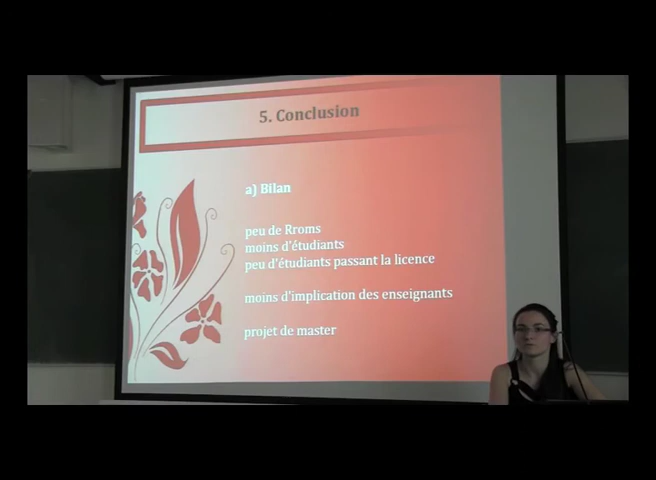 5. Conclusion
a) Bilan
peu de Rroms
moins d'étudiants
peu d'étudiants passant la licence
moins d'implication des enseignants
projet de master